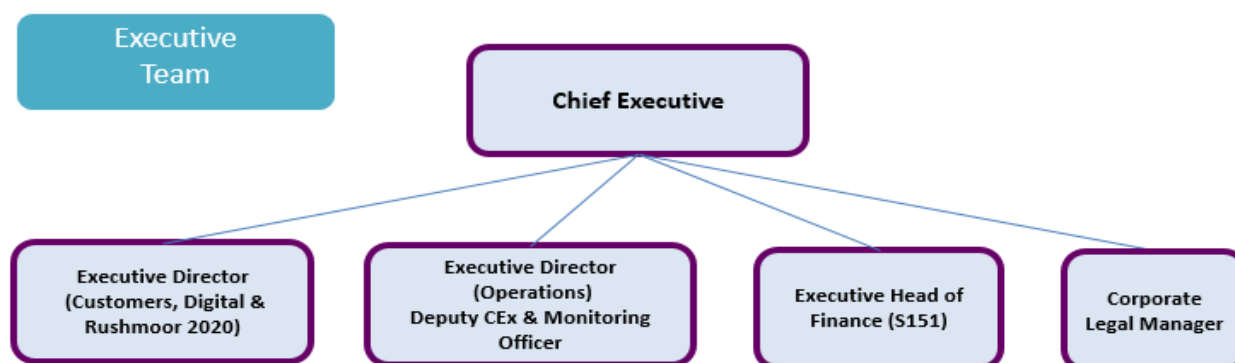 Executive
Team
Chief Executive
Executive Director
(Customers, Digital &
Rushmoor 2020)
Executive Director
(Operations)
Deputy CEx & Monitoring
Officer
Executive Head of
Finance (S151)
Corporate
Legal Manager